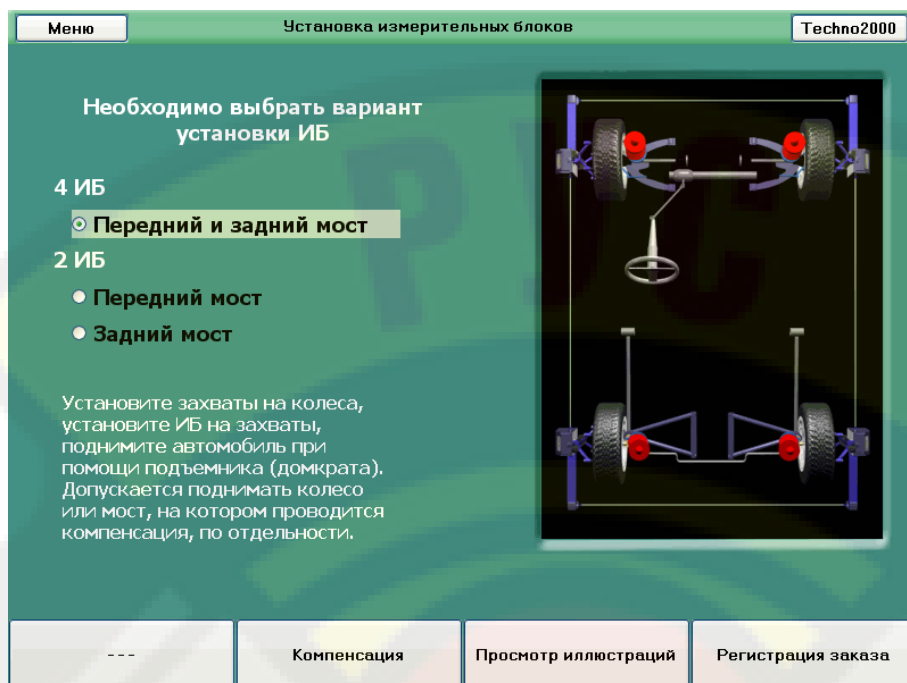 Меню
Установка измерительных блоков
Techno2000
Необходимо выбрать вариант
установки ИБ
4 ИБ
Передний и задний мост
2 ИБ
Передний мост
Задний мост
Установите захваты на колеса,
установите ИБ на захваты,
поднимите автомобиль при
помощи подъемника (домкрата).
Допускается поднимать колесо
или мост, на котором проводится
компенсация, по отдельности.
---
Компенсация
Просмотр иллюстраций
Регистрация заказа